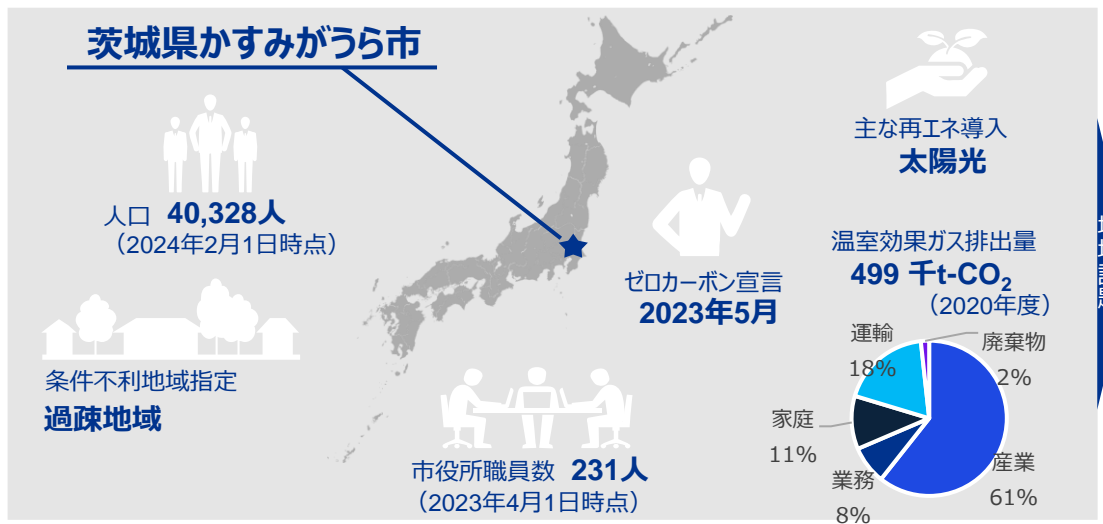 茨城県かすみがうら市
人口 40,328人
（2024年2月1日時点）
条件不利地域指定
過疎地域
市役所職員数 231人
（2023年4月1日時点）
ゼロカーボン宣言
2023年5月
主な再エネ導入
太陽光
温室効果ガス排出量
499 千t-CO₂
（2020年度）
運輸
18%
廃棄物
2%
家庭
11%
業務
8%
産業
61%